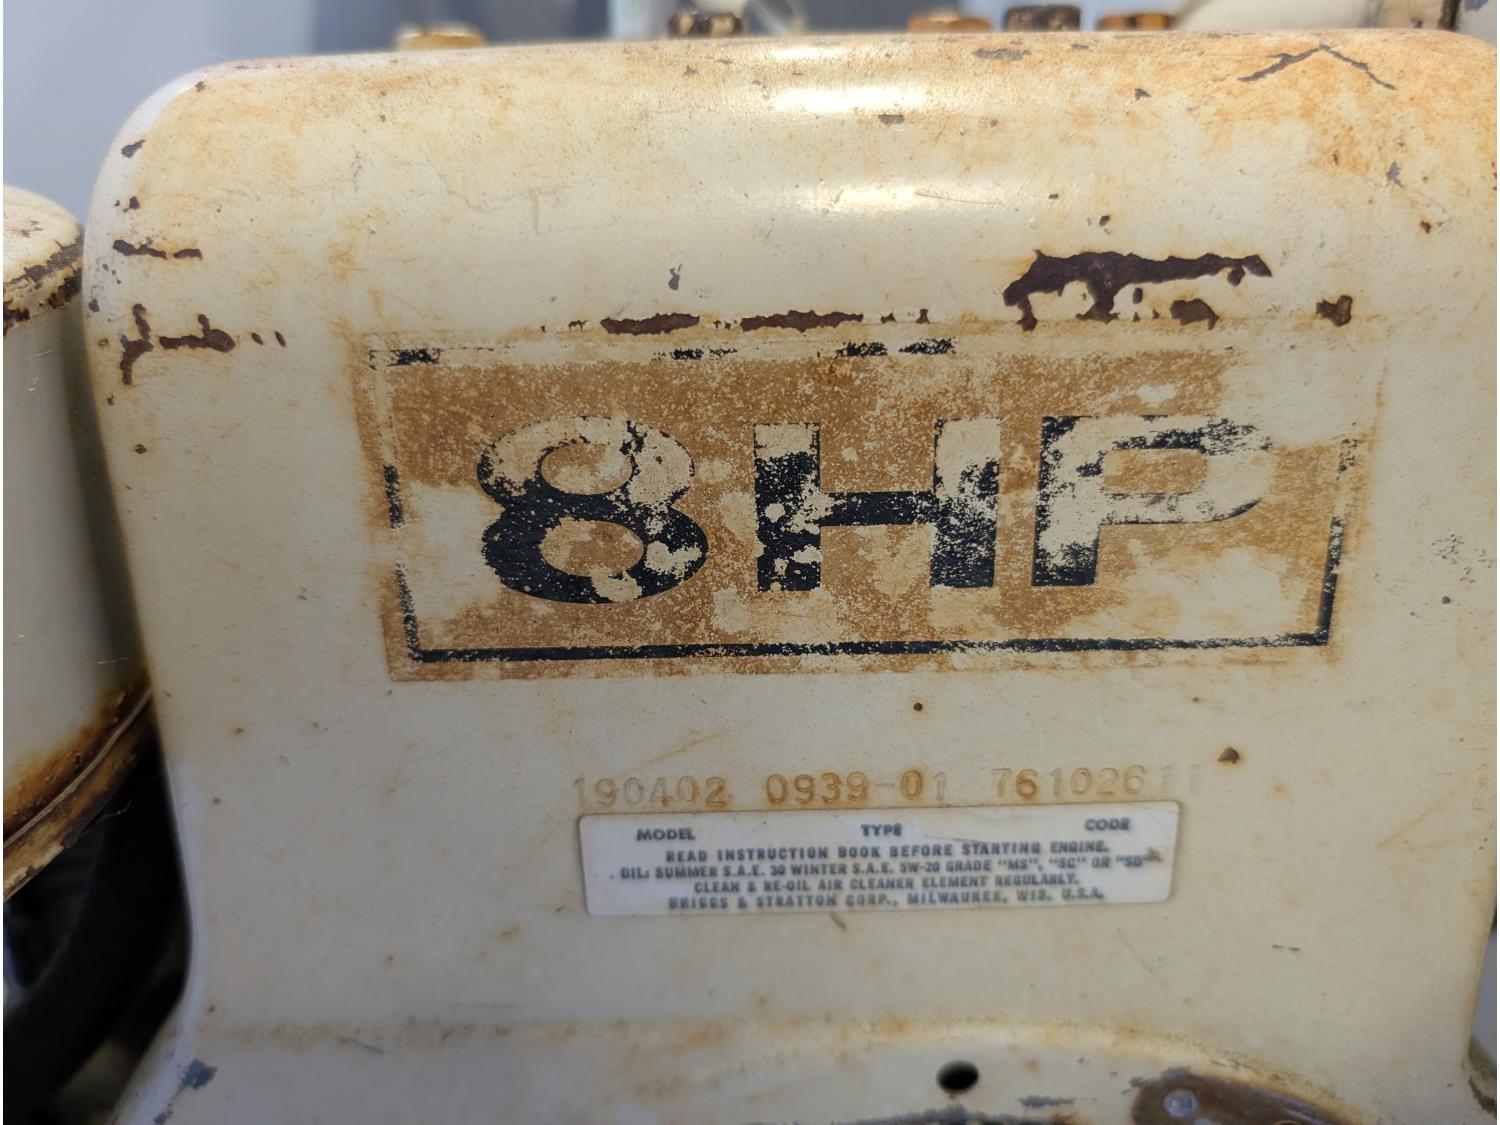 8HP
190402 0939-01 76102611
MODEL TYPE CODE
READ INSTRUCTION BOOK BEFORE STARTING ENGINE.
OIL: SUMMER S.A.E. 30 WINTER S.A.E. 5W-20 GRADE "MS", "SC" OR "SD"
CLEAN & RE-OIL AIR CLEANER ELEMENT REGULARLY.
BRIGGS & STRATTON CORP., MILWAUKEE, WIS. U.S.A.